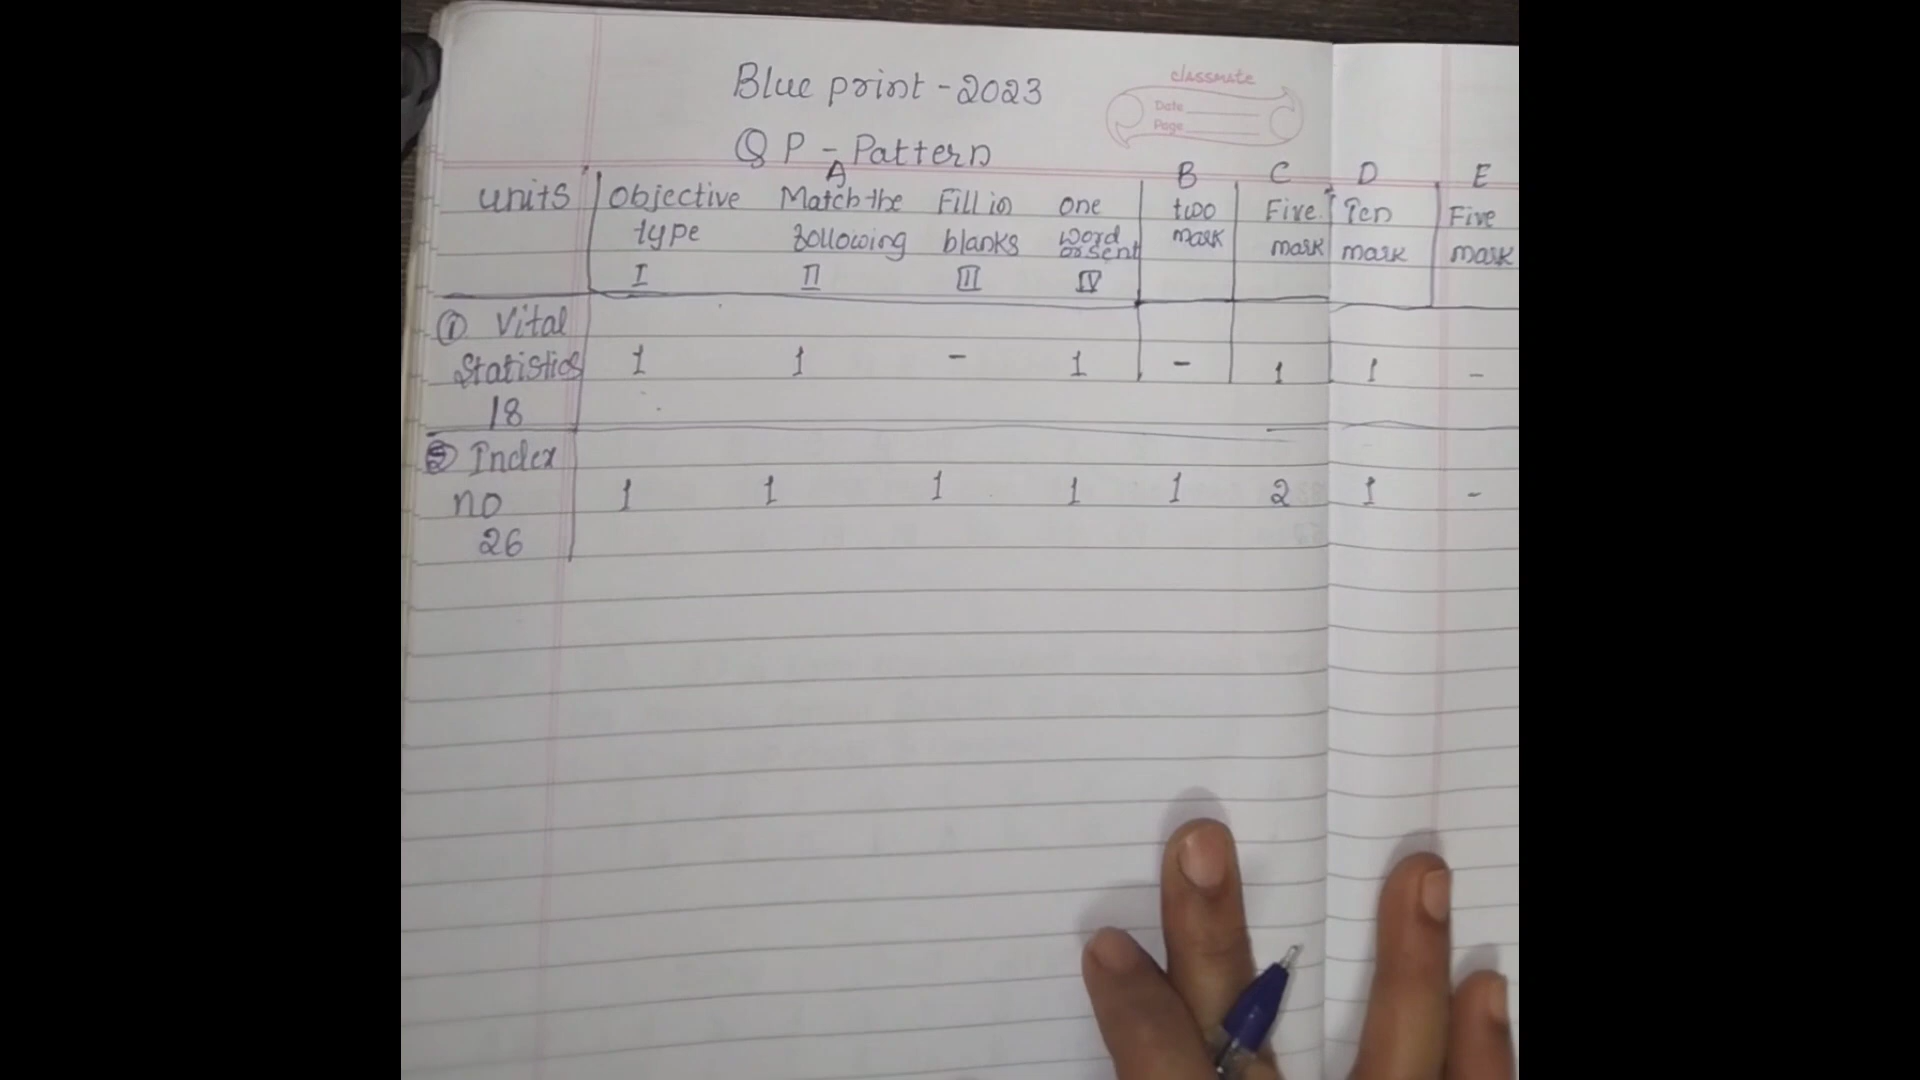 Blue print - 2023
classmate
Date
Page
Q P - Pattern
A B C D E
units Objective Match the Fill in one two Five Ten Five
type following blanks word or sent mark mark mark mark
I II III IV
① Vital
Statistics 1 1 - 1 - 1 1 -
18
② Index
no 1 1 1 1 1 2 1 -
26